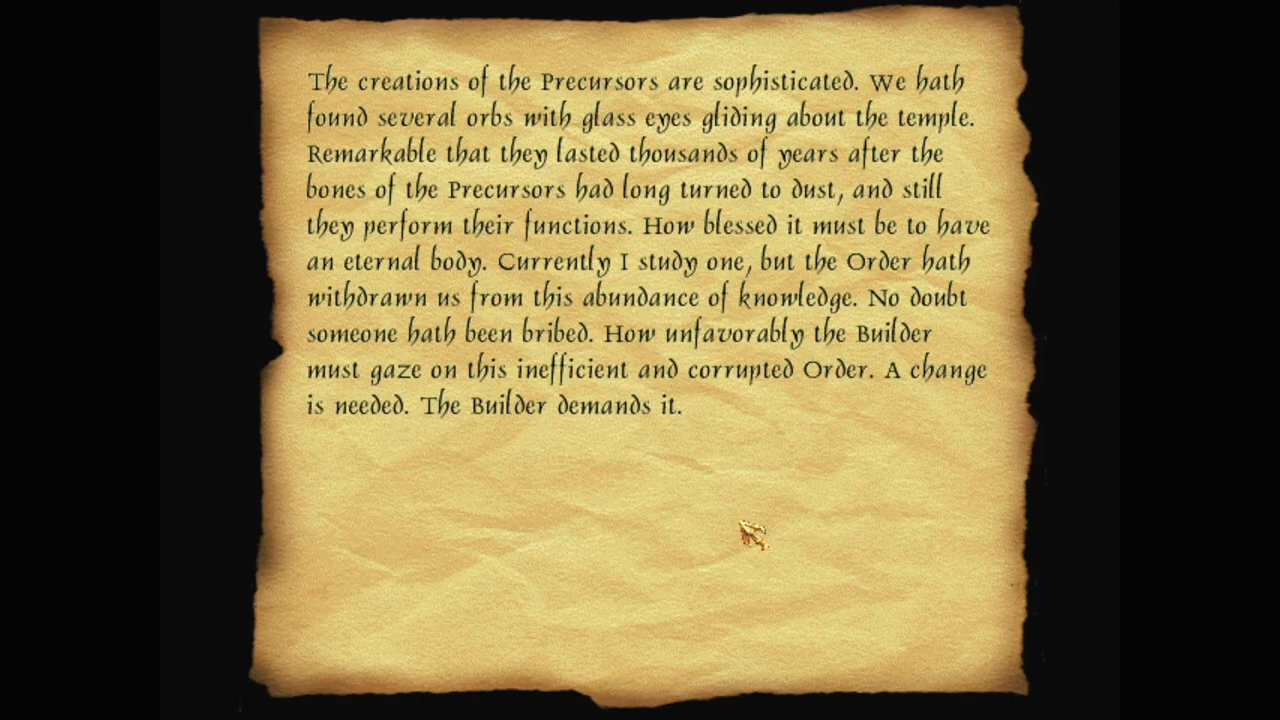 The creations of the Precursors are sophisticated. We hath
found several orbs with glass eyes gliding about the temple.
Remarkable that they lasted thousands of years after the
bones of the Precursors had long turned to dust, and still
they perform their functions. How blessed it must be to have
an eternal body. Currently I study one, but the Order hath
withdrawn us from this abundance of knowledge. No doubt
someone hath been bribed. How unfavorably the Builder
must gaze on this inefficient and corrupted Order. A change
is needed. The Builder demands it.